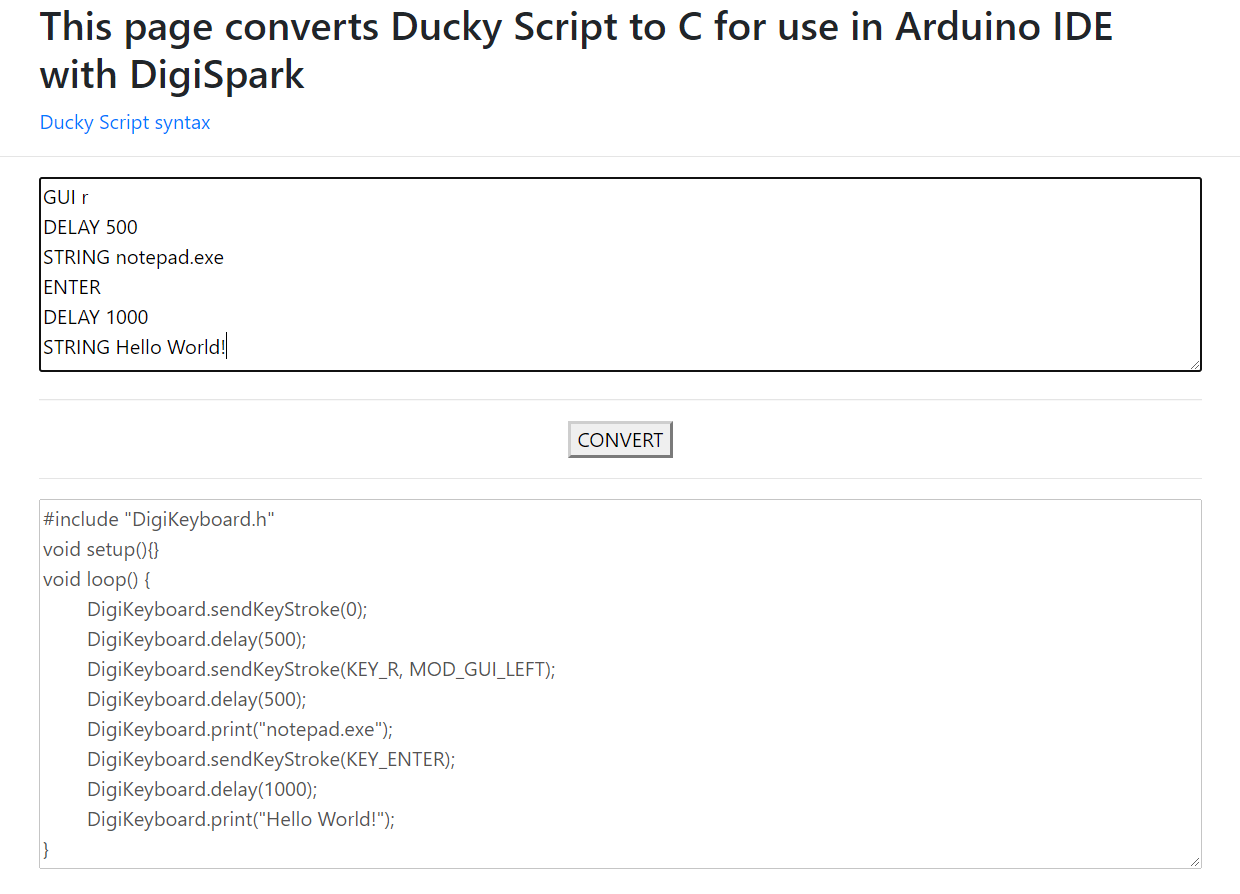 This page converts Ducky Script to C for use in Arduino IDE
with DigiSpark
Ducky Script syntax
GUI r
DELAY 500
STRING notepad.exe
ENTER
DELAY 1000
STRING Hello World!
CONVERT
#include "DigiKeyboard.h"
void setup(){}
void loop() {
DigiKeyboard.sendKeyStroke(0);
DigiKeyboard.delay(500);
DigiKeyboard.sendKeyStroke(KEY_R, MOD_GUI_LEFT);
DigiKeyboard.delay(500);
DigiKeyboard.print("notepad.exe");
DigiKeyboard.sendKeyStroke(KEY_ENTER);
DigiKeyboard.delay(1000);
DigiKeyboard.print("Hello World!");
}